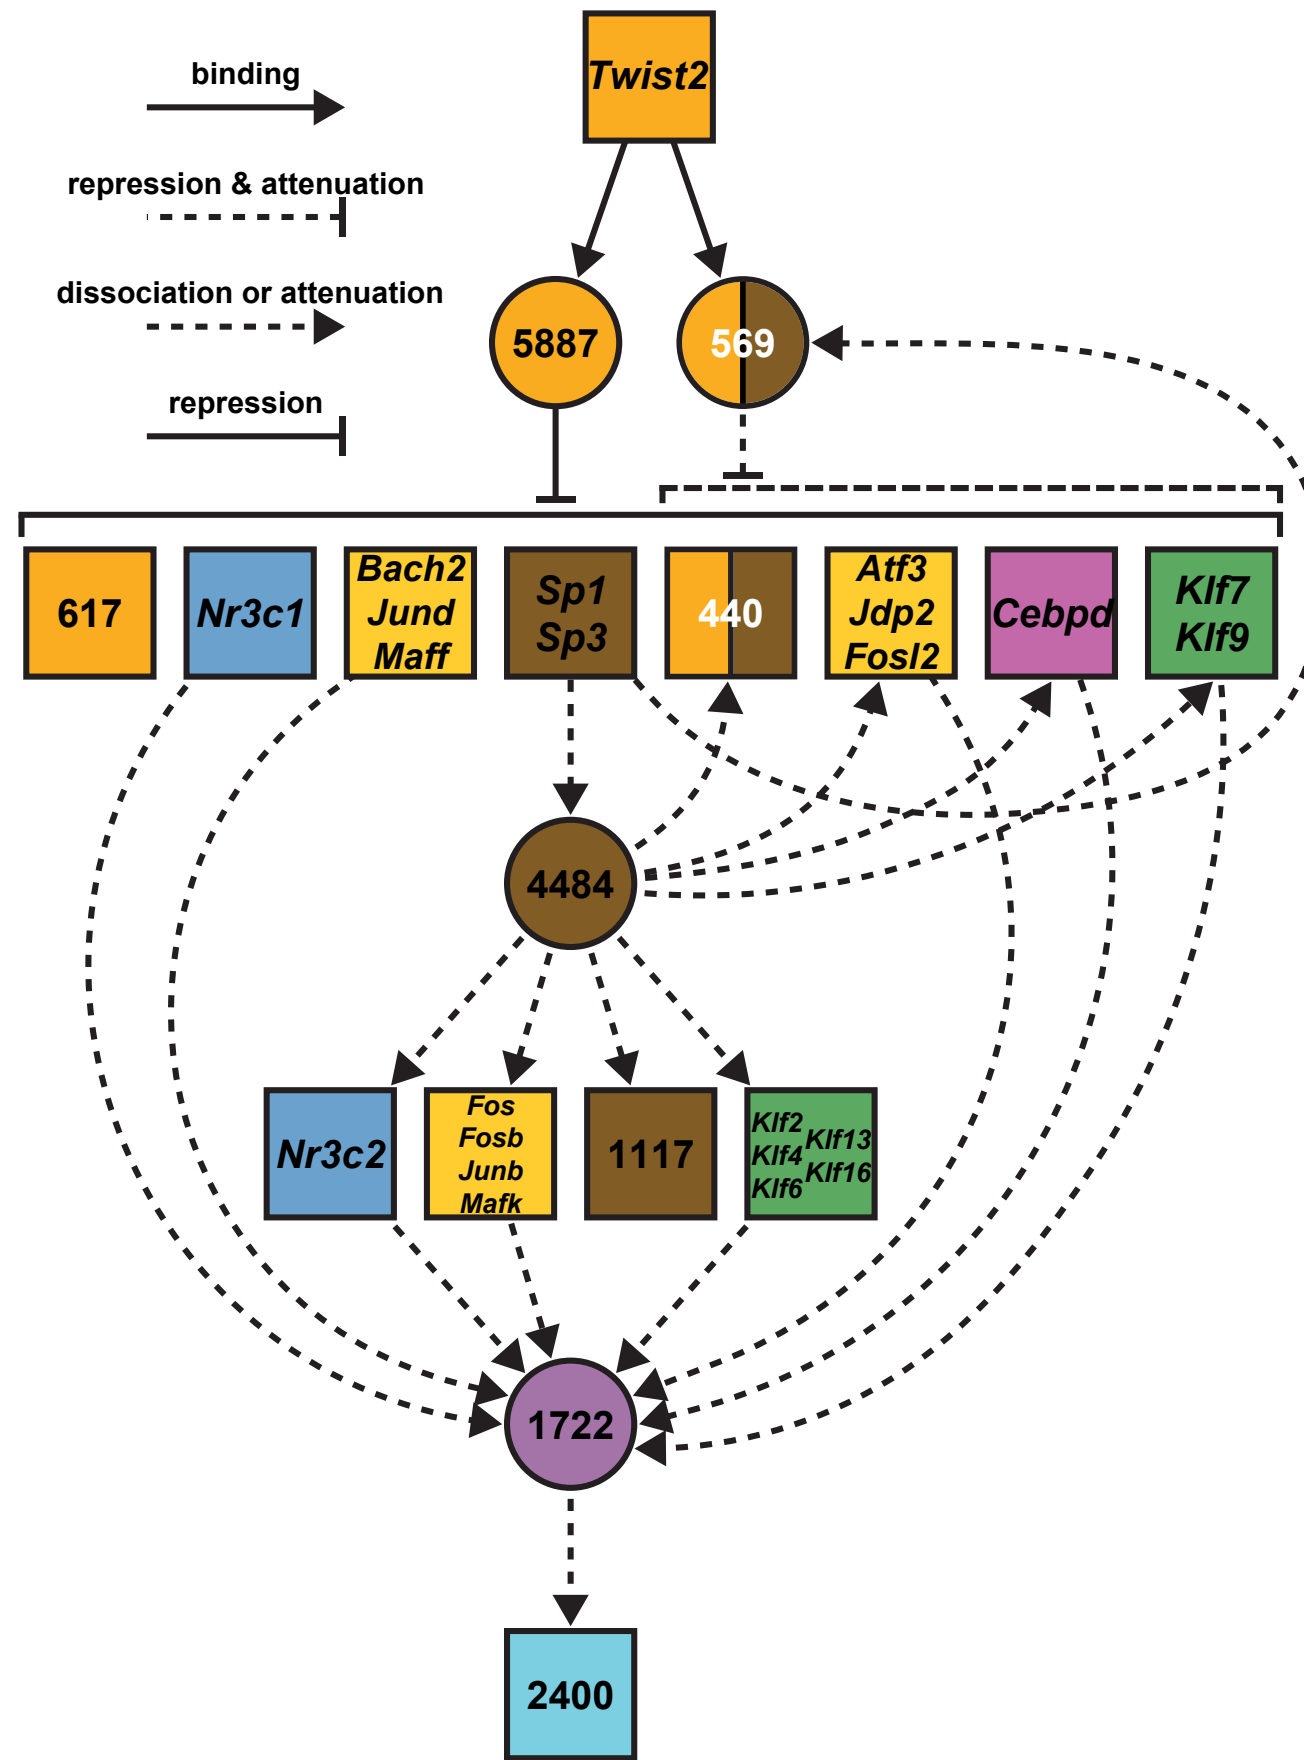 Twist2
binding
repression & attenuation
dissociation or attenuation
repression
5887
569
617
Nr3c1
Bach2
Jund
Maff
Sp1
Sp3
440
Atf3
Jdp2
Fosl2
Cebpd
Klf7
Klf9
4484
Nr3c2
Fos
Fosb
Junb
Mafk
1117
Klf2
Klf4
Klf6
Klf13
Klf16
1722
2400